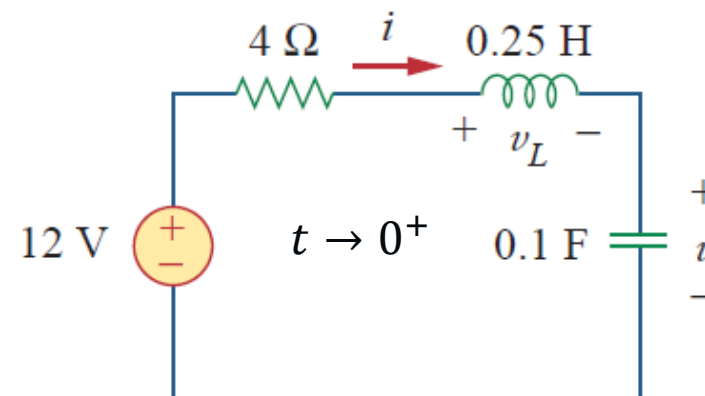 4 Ω i 0.25 H
+ v_L −
+
12 V + − t → 0⁺ 0.1 F
−